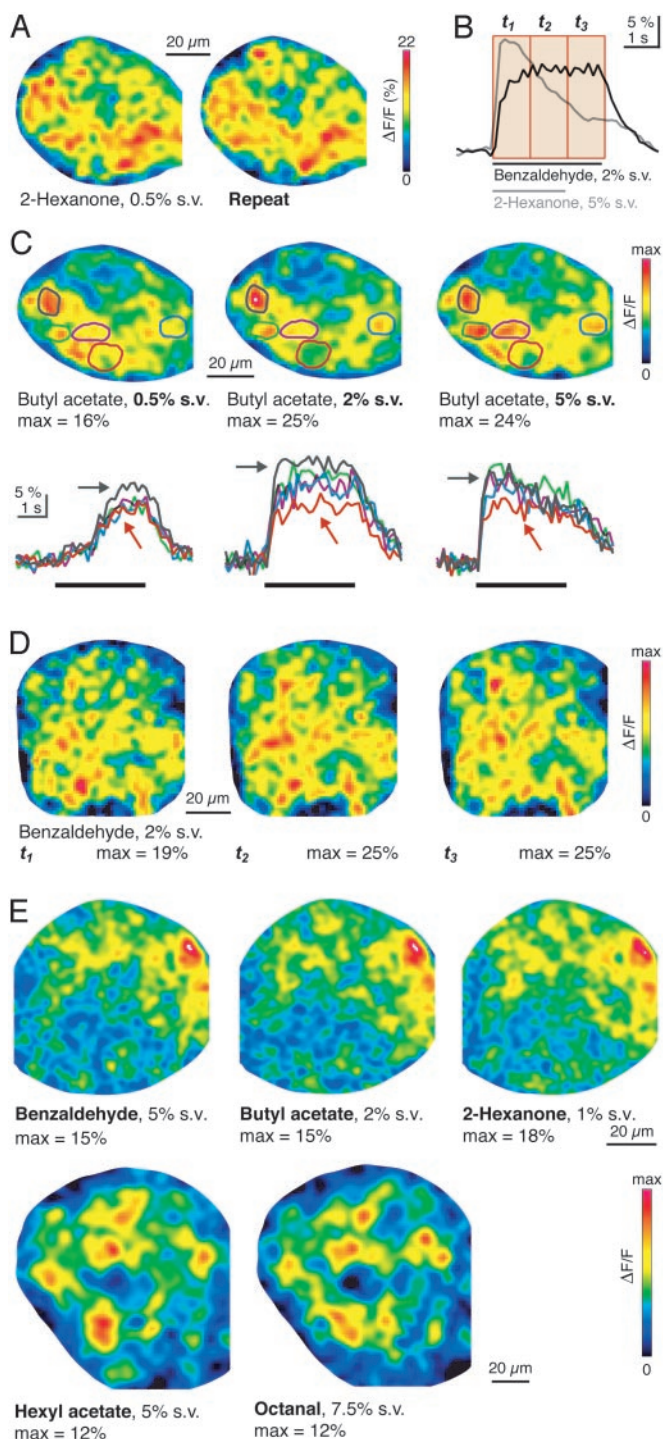 A
20 µm
22
ΔF/F (%)
0
2-Hexanone, 0.5% s.v.
Repeat
B
t1 t2 t3
5 %
1 s
Benzaldehyde, 2% s.v.
2-Hexanone, 5% s.v.
C
max
ΔF/F
0
20 µm
Butyl acetate, 0.5% s.v.
max = 16%
Butyl acetate, 2% s.v.
max = 25%
Butyl acetate, 5% s.v.
max = 24%
5 %
1 s
D
max
ΔF/F
0
20 µm
Benzaldehyde, 2% s.v.
t1 max = 19%
t2 max = 25%
t3 max = 25%
E
Benzaldehyde, 5% s.v.
max = 15%
Butyl acetate, 2% s.v.
max = 15%
2-Hexanone, 1% s.v.
max = 18%
20 µm
max
ΔF/F
0
20 µm
Hexyl acetate, 5% s.v.
max = 12%
Octanal, 7.5% s.v.
max = 12%